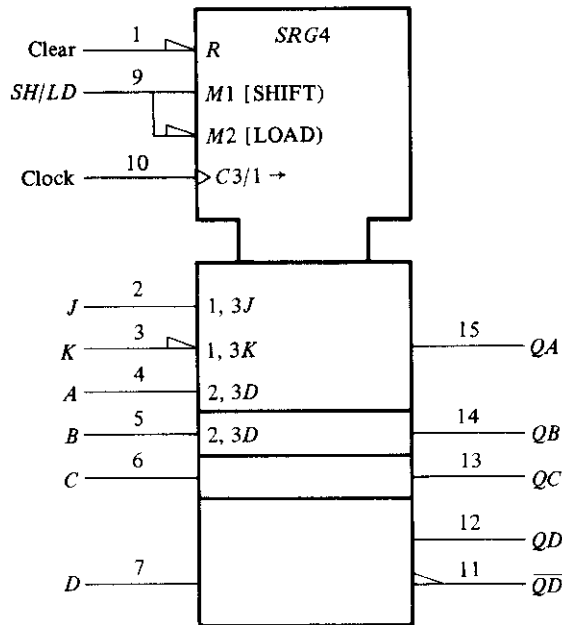 SRG4
Clear 1 R
SH/LD 9 M1 [SHIFT)
M2 [LOAD)
Clock 10 C3/1 →
J 2 1, 3J
K 3 1, 3K 15 QA
A 4 2, 3D
B 5 2, 3D 14 QB
C 6 13 QC
12 QD
D 7 11 Q̅D̅